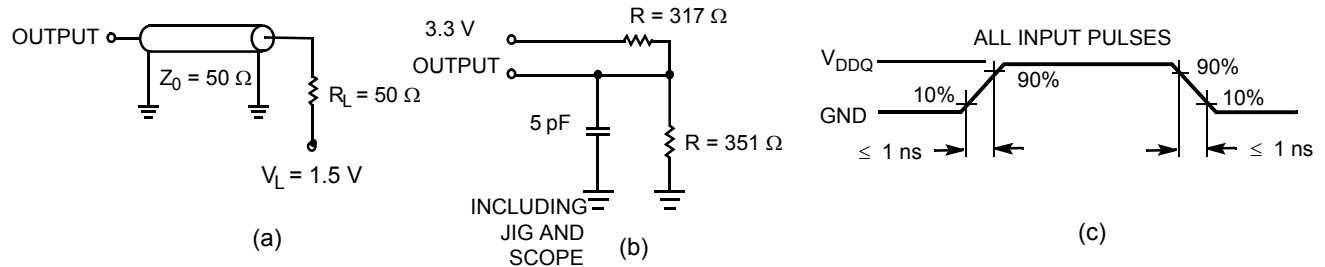 OUTPUT
Z0 = 50 Ω
RL = 50 Ω
VL = 1.5 V
(a)
R = 317 Ω
3.3 V
OUTPUT
5 pF
R = 351 Ω
INCLUDING
JIG AND
SCOPE
(b)
ALL INPUT PULSES
VDDQ
GND
10%
90%
90%
10%
≤ 1 ns
≤ 1 ns
(c)